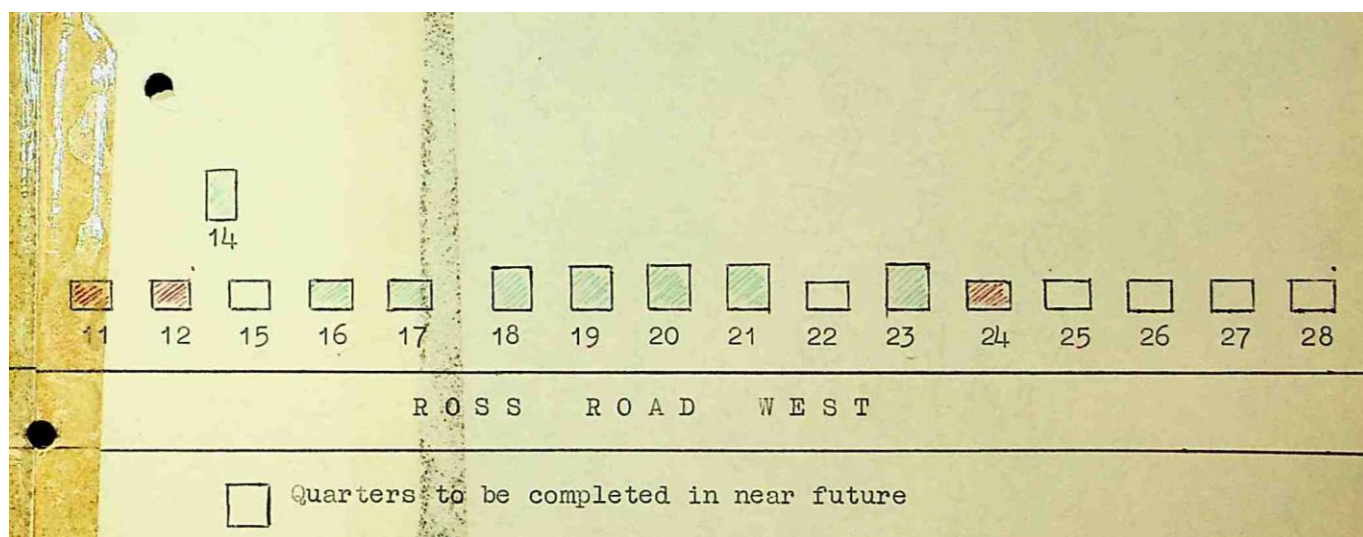 14
11 12 15 16 17 18 19 20 21 22 23 24 25 26 27 28
ROSS ROAD WEST
Quarters to be completed in near future